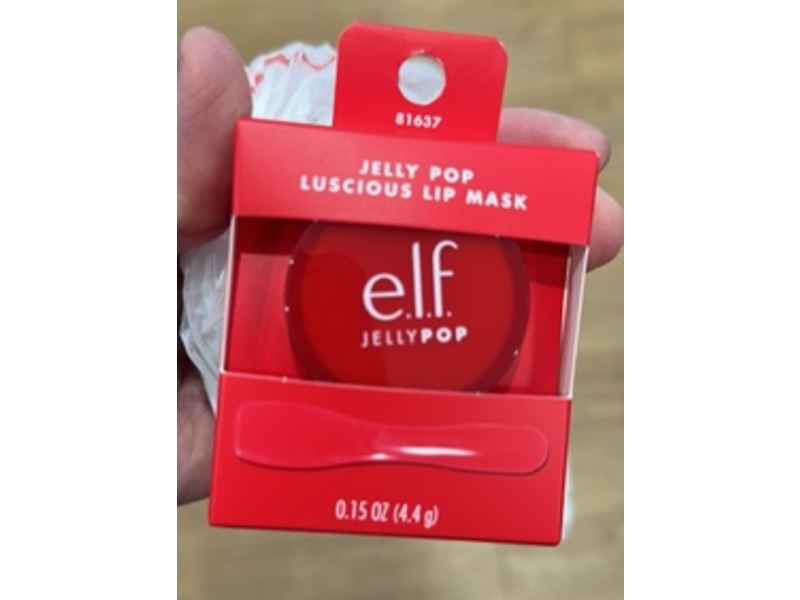 81637
JELLY POP
LUSCIOUS LIP MASK
e.l.f.
JELLYPOP
0.15 OZ (4.4 g)